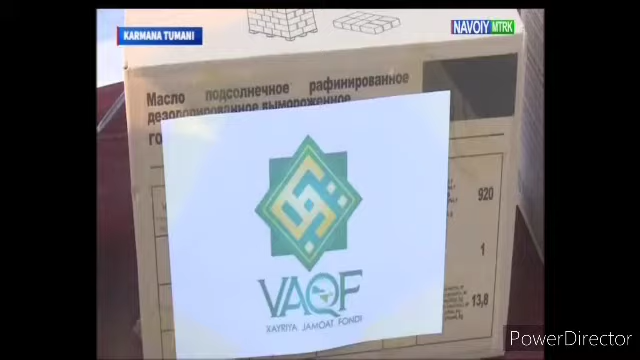 KARMANA TUMANI
NAVOIY MTRK
Масло подсолнечное рафинированное
дезодорированное вымороженное
920
1
13,8
VAQF
XAYRIYA JAMOAT FONDI
PowerDirector